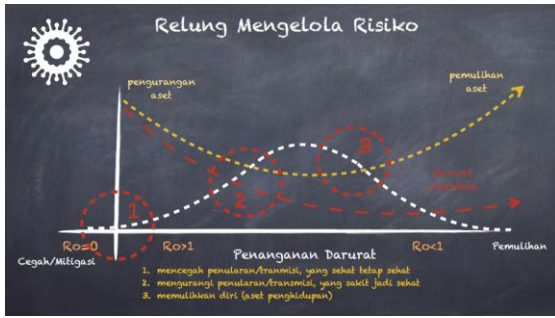 Relung Mengelola Risiko
pengurangan
aset
pemulihan
aset
3
2
1
Ro=0
Ro>1
Ro<1
Cegah/Mitigasi
Penanganan Darurat
Pemulihan
1. mencegah penularan/tranmisi, yang sehat tetap sehat
2. mengurangi penularan/transmisi, yang sakit jadi sehat
3. memulihkan diri (aset penghidupan)